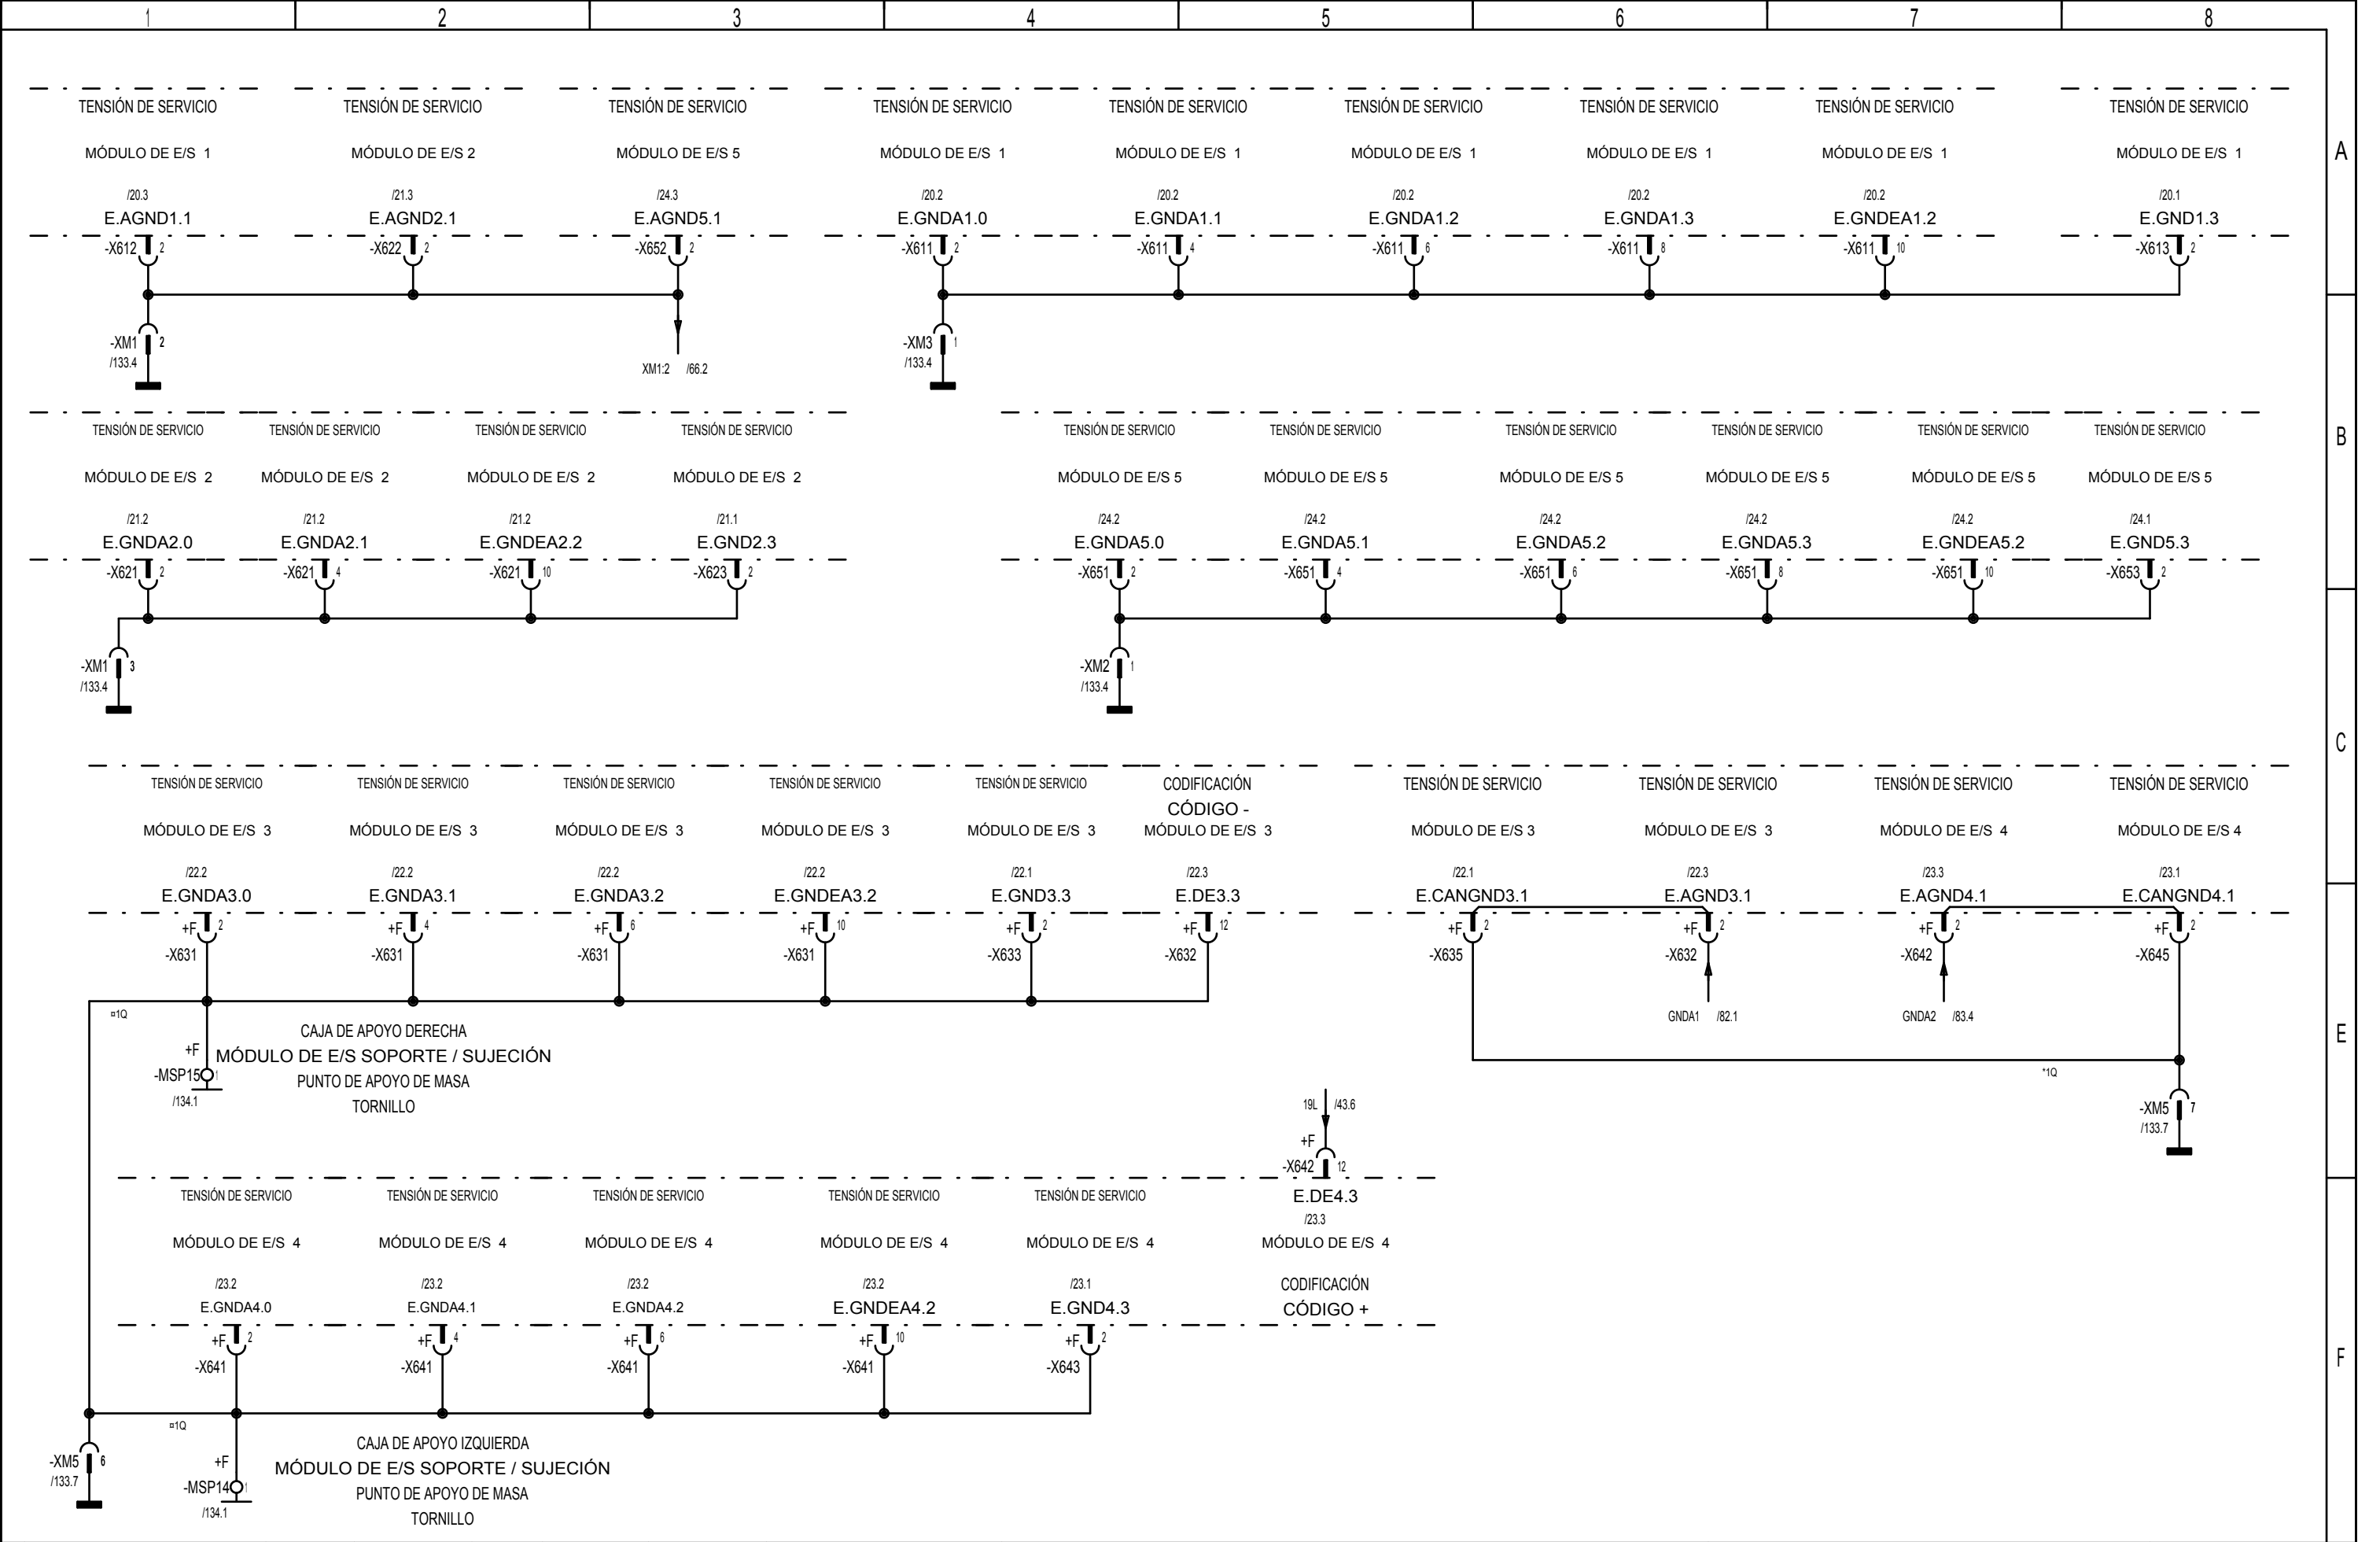 1 2 3 4 5 6 7 8
TENSIÓN DE SERVICIO TENSIÓN DE SERVICIO TENSIÓN DE SERVICIO TENSIÓN DE SERVICIO TENSIÓN DE SERVICIO TENSIÓN DE SERVICIO TENSIÓN DE SERVICIO TENSIÓN DE SERVICIO TENSIÓN DE SERVICIO
MÓDULO DE E/S 1 MÓDULO DE E/S 2 MÓDULO DE E/S 5 MÓDULO DE E/S 1 MÓDULO DE E/S 1 MÓDULO DE E/S 1 MÓDULO DE E/S 1 MÓDULO DE E/S 1 MÓDULO DE E/S 1 A
/20.3 /21.3 /24.3 /20.2 /20.2 /20.2 /20.2 /20.2 /20.1
E.AGND1.1 E.AGND2.1 E.AGND5.1 E.GNDA1.0 E.GNDA1.1 E.GNDA1.2 E.GNDA1.3 E.GNDEA1.2 E.GND1.3
-X612 2 -X622 2 -X652 2 -X611 2 -X611 4 -X611 6 -X611 8 -X611 10 -X613 2
-XM1 2 -XM3 1
/133.4 /133.4
XM1:2 /66.2
TENSIÓN DE SERVICIO TENSIÓN DE SERVICIO TENSIÓN DE SERVICIO TENSIÓN DE SERVICIO TENSIÓN DE SERVICIO TENSIÓN DE SERVICIO TENSIÓN DE SERVICIO TENSIÓN DE SERVICIO TENSIÓN DE SERVICIO TENSIÓN DE SERVICIO B
MÓDULO DE E/S 2 MÓDULO DE E/S 2 MÓDULO DE E/S 2 MÓDULO DE E/S 2 MÓDULO DE E/S 5 MÓDULO DE E/S 5 MÓDULO DE E/S 5 MÓDULO DE E/S 5 MÓDULO DE E/S 5 MÓDULO DE E/S 5
/21.2 /21.2 /21.2 /21.1 /24.2 /24.2 /24.2 /24.2 /24.2 /24.1
E.GNDA2.0 E.GNDA2.1 E.GNDEA2.2 E.GND2.3 E.GNDA5.0 E.GNDA5.1 E.GNDA5.2 E.GNDA5.3 E.GNDEA5.2 E.GND5.3
-X621 2 -X621 4 -X621 10 -X623 2 -X651 2 -X651 4 -X651 6 -X651 8 -X651 10 -X653 2
-XM1 3 -XM2 1
/133.4 /133.4
C
TENSIÓN DE SERVICIO TENSIÓN DE SERVICIO TENSIÓN DE SERVICIO TENSIÓN DE SERVICIO TENSIÓN DE SERVICIO CODIFICACIÓN TENSIÓN DE SERVICIO TENSIÓN DE SERVICIO TENSIÓN DE SERVICIO TENSIÓN DE SERVICIO
CÓDIGO -
MÓDULO DE E/S 3 MÓDULO DE E/S 3 MÓDULO DE E/S 3 MÓDULO DE E/S 3 MÓDULO DE E/S 3 MÓDULO DE E/S 3 MÓDULO DE E/S 3 MÓDULO DE E/S 3 MÓDULO DE E/S 4 MÓDULO DE E/S 4
/22.2 /22.2 /22.2 /22.2 /22.1 /22.3 /22.1 /22.3 /23.3 /23.1
E.GNDA3.0 E.GNDA3.1 E.GNDA3.2 E.GNDEA3.2 E.GND3.3 E.DE3.3 E.CANGND3.1 E.AGND3.1 E.AGND4.1 E.CANGND4.1
+F 2 +F 4 +F 6 +F 10 +F 2 +F 12 +F 2 +F 2 +F 2 +F 2
-X631 -X631 -X631 -X631 -X633 -X632 -X635 -X632 -X642 -X645
¤1Q GNDA1 /82.1 GNDA2 /83.4
CAJA DE APOYO DERECHA E
+F MÓDULO DE E/S SOPORTE / SUJECIÓN
-MSP15 1 PUNTO DE APOYO DE MASA *1Q
/134.1 TORNILLO 19L /43.6 -XM5 7
/133.7
+F
-X642 12
TENSIÓN DE SERVICIO TENSIÓN DE SERVICIO TENSIÓN DE SERVICIO TENSIÓN DE SERVICIO TENSIÓN DE SERVICIO E.DE4.3
/23.3
MÓDULO DE E/S 4 MÓDULO DE E/S 4 MÓDULO DE E/S 4 MÓDULO DE E/S 4 MÓDULO DE E/S 4 MÓDULO DE E/S 4
/23.2 /23.2 /23.2 /23.2 /23.1 CODIFICACIÓN
E.GNDA4.0 E.GNDA4.1 E.GNDA4.2 E.GNDEA4.2 E.GND4.3 CÓDIGO +
+F 2 +F 4 +F 6 +F 10 +F 2
-X641 -X641 -X641 -X641 -X643 F
¤1Q
CAJA DE APOYO IZQUIERDA
-XM5 6 +F MÓDULO DE E/S SOPORTE / SUJECIÓN
/133.7 -MSP14 1 PUNTO DE APOYO DE MASA
/134.1 TORNILLO